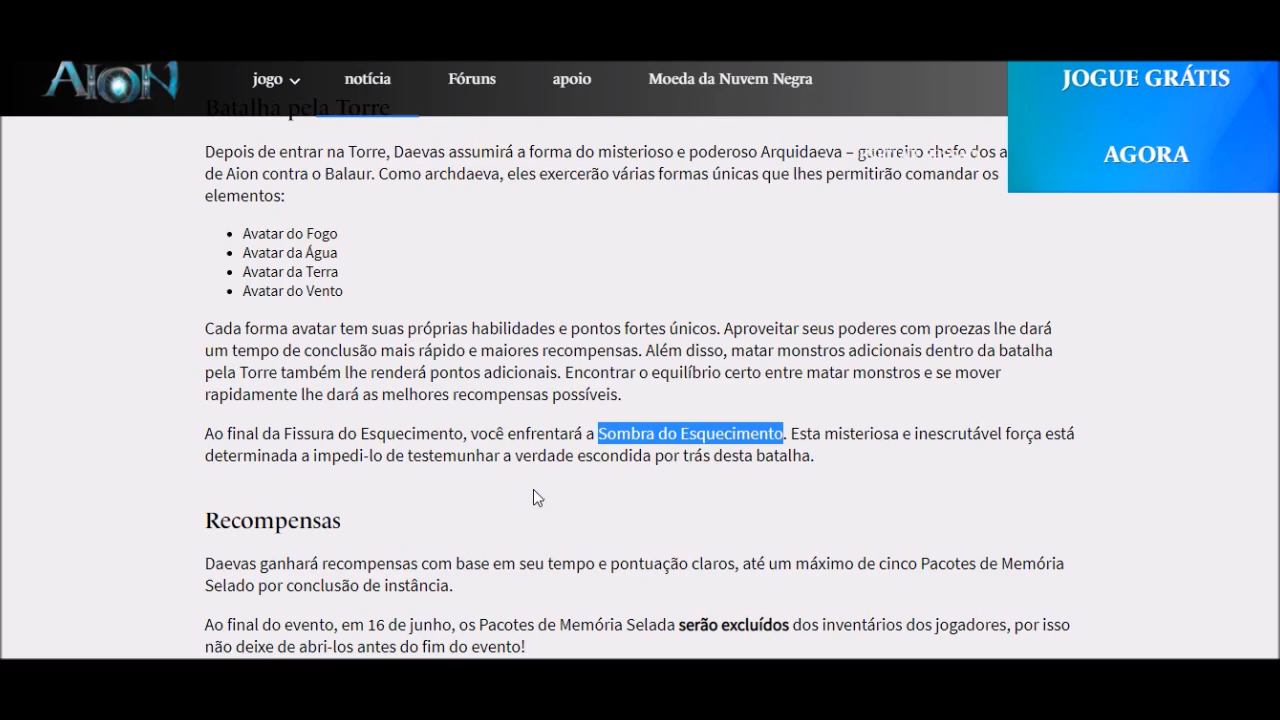 AION
jogo
notícia
Fóruns
apoio
Moeda da Nuvem Negra
JOGUE GRÁTIS
AGORA
Batalha pela Torre
Depois de entrar na Torre, Daevas assumirá a forma do misterioso e poderoso Arquidaeva – guerreiro chefe dos a
de Aion contra o Balaur. Como archdaeva, eles exercerão várias formas únicas que lhes permitirão comandar os
elementos:
• Avatar do Fogo
• Avatar da Água
• Avatar da Terra
• Avatar do Vento
Cada forma avatar tem suas próprias habilidades e pontos fortes únicos. Aproveitar seus poderes com proezas lhe dará
um tempo de conclusão mais rápido e maiores recompensas. Além disso, matar monstros adicionais dentro da batalha
pela Torre também lhe renderá pontos adicionais. Encontrar o equilíbrio certo entre matar monstros e se mover
rapidamente lhe dará as melhores recompensas possíveis.
Ao final da Fissura do Esquecimento, você enfrentará a Sombra do Esquecimento. Esta misteriosa e inescrutável força está
determinada a impedi-lo de testemunhar a verdade escondida por trás desta batalha.
Recompensas
Daevas ganhará recompensas com base em seu tempo e pontuação claros, até um máximo de cinco Pacotes de Memória
Selado por conclusão de instância.
Ao final do evento, em 16 de junho, os Pacotes de Memória Selada serão excluídos dos inventários dos jogadores, por isso
não deixe de abri-los antes do fim do evento!